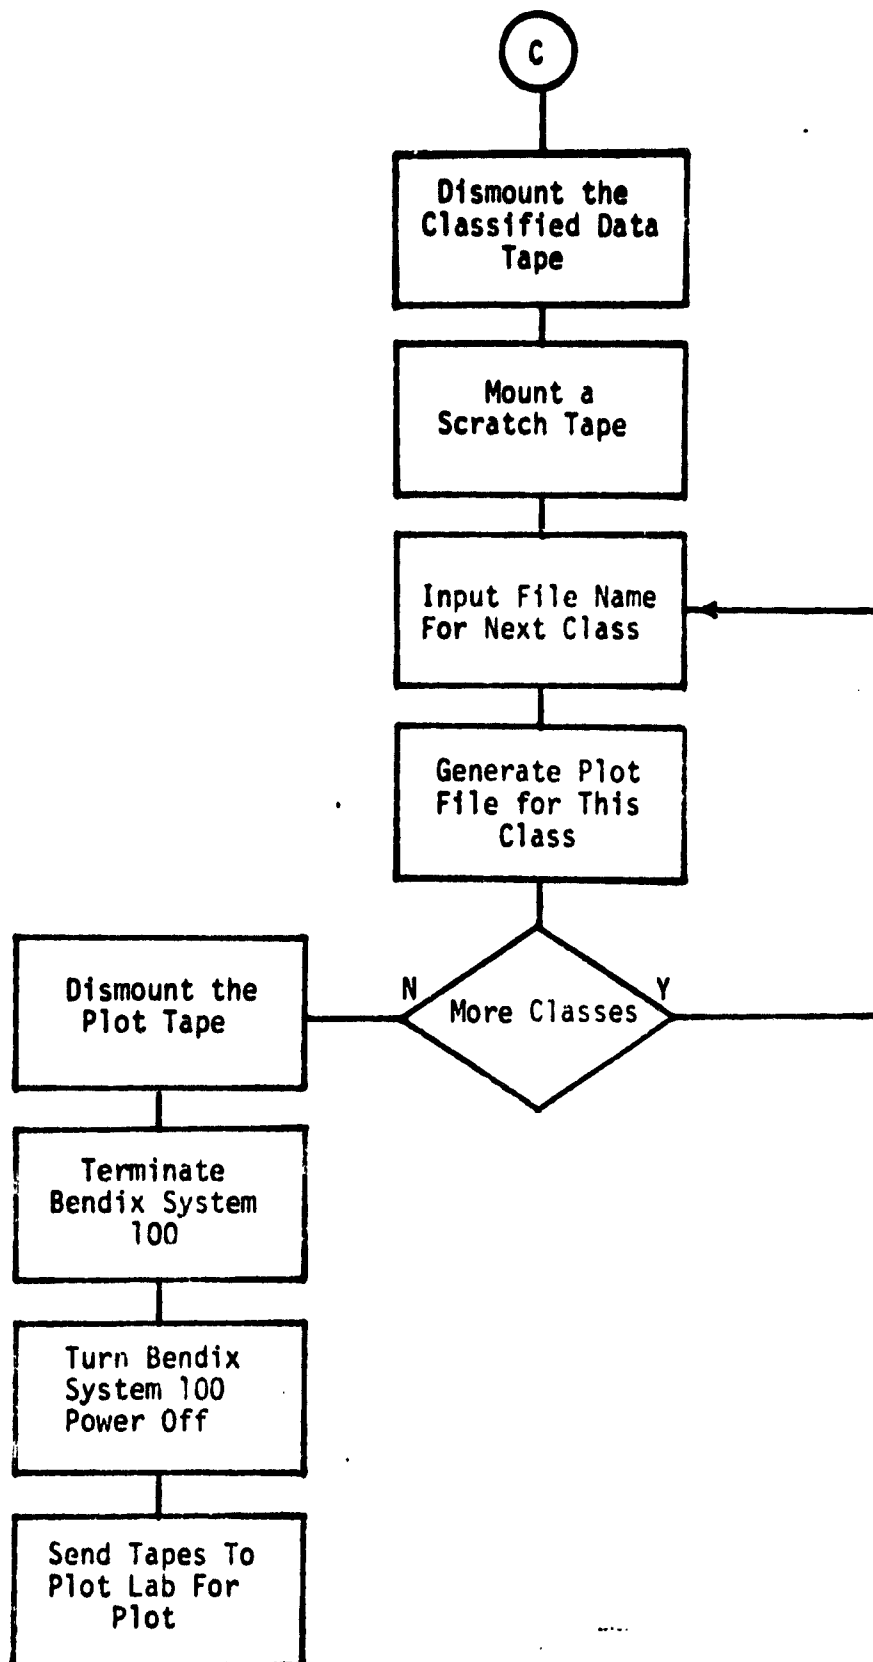 C
Dismount the
Classified Data
Tape
Mount a
Scratch Tape
Input File Name
For Next Class
Generate Plot
File for This
Class
N
More Classes
Y
Dismount the
Plot Tape
Terminate
Bendix System
100
Turn Bendix
System 100
Power Off
Send Tapes To
Plot Lab For
Plot